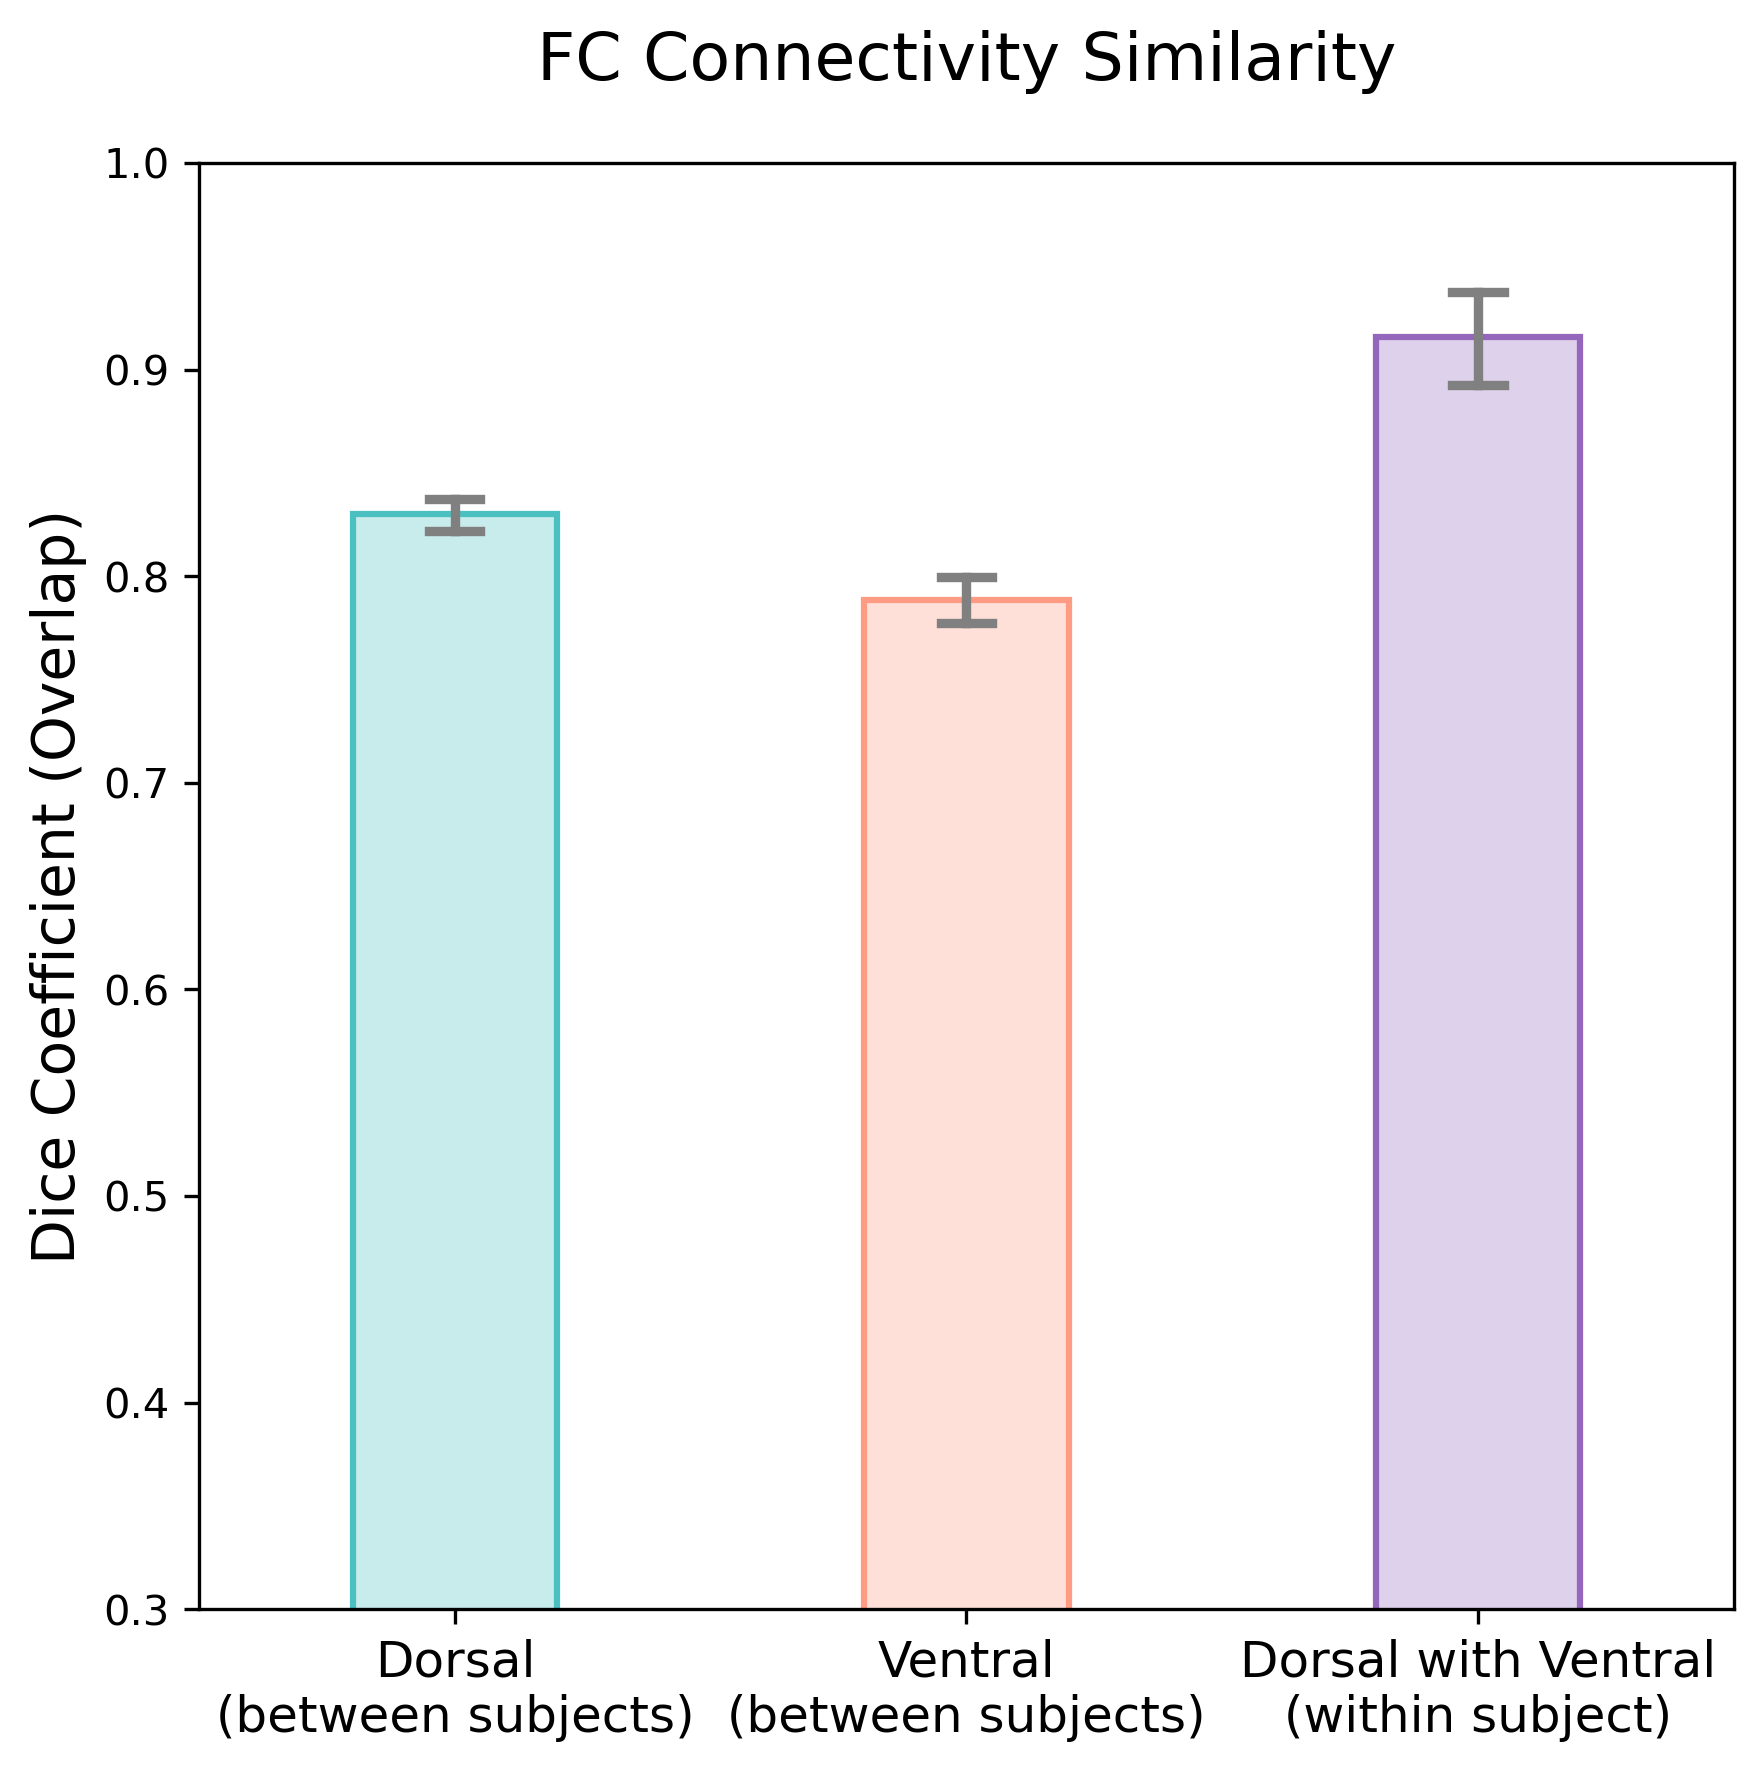 FC Connectivity Similarity
Dice Coefficient (Overlap)
1.0
0.9
0.8
0.7
0.6
0.5
0.4
0.3
Dorsal
(between subjects)
Ventral
(between subjects)
Dorsal with Ventral
(within subject)